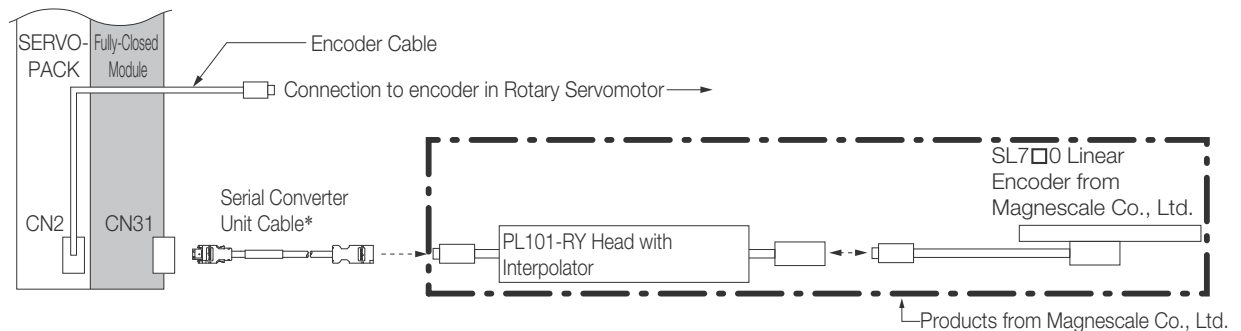 SERVO-
PACK
Fully-Closed
Module
Encoder Cable
Connection to encoder in Rotary Servomotor
CN2
CN31
Serial Converter
Unit Cable*
PL101-RY Head with
Interpolator
SL7□0 Linear
Encoder from
Magnescale Co., Ltd.
Products from Magnescale Co., Ltd.